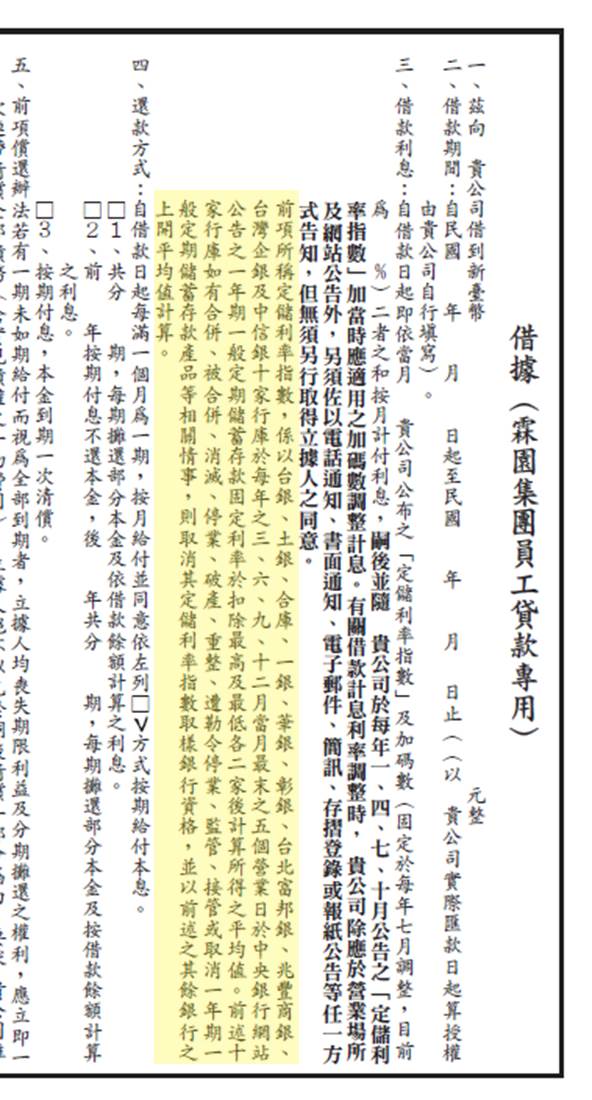 借據（霖園集團員工貸款專用）
一、茲向　貴公司借到新臺幣　　　　　　　　　　　　　元整
二、借款期間：自民國　　年　　月　　日起至民國　　年　　月　　日止（（以　貴公司實際匯款日起算授權
由貴公司自行填寫）。
三、借款利息：自借款日起即依當月　貴公司公布之「定儲利率指數」及加碼數（固定於每年七月調整，目前
為　　％）二者之和按月計付利息，嗣後並隨　貴公司於每年一、四、七、十月公告之「定儲利
率指數」加當時應適用之加碼數調整計息。有關借款計息利率調整時，　貴公司除應於營業場所
及網站公告外，另須佐以電話通知、書面通知、電子郵件、簡訊、存摺登錄或報紙公告等任一方
式告知，但無須另行取得立據人之同意。
前項所稱定儲利率指數，係以台銀、土銀、合庫、一銀、華銀、彰銀、台北富邦銀、兆豐商銀、
台灣企銀及中信銀十家行庫於每年之三、六、九、十二月當月最末之五個營業日於中央銀行網站
公告之一年期一般定期儲蓄存款固定利率於扣除最高及最低各二家後計算所得之平均值。前述十
家行庫如有合併、被合併、消滅、停業、破產、重整、遭勒令停業、監管、接管或取消一年期一
般定期儲蓄存款產品等相關情事，則取消其定儲利率指數取樣銀行資格，並以前述之其餘銀行之
上開平均值計算。
四、還款方式：自借款日起每滿一個月為一期，按月給付並同意依左列□V方式按期給付本息。
□1、共分　　期，每期攤還部分本金及依借款餘額計算之利息。
□2、前　　年按期付息不還本金，後　　年共分　　期，每期攤還部分本金及按借款餘額計算
之利息。
□3、按期付息，本金到期一次清償。
五、前項償還辦法若有一期未如期給付而視為全部到期者，立據人均喪失期限利益及分期攤還之權利，應立即一